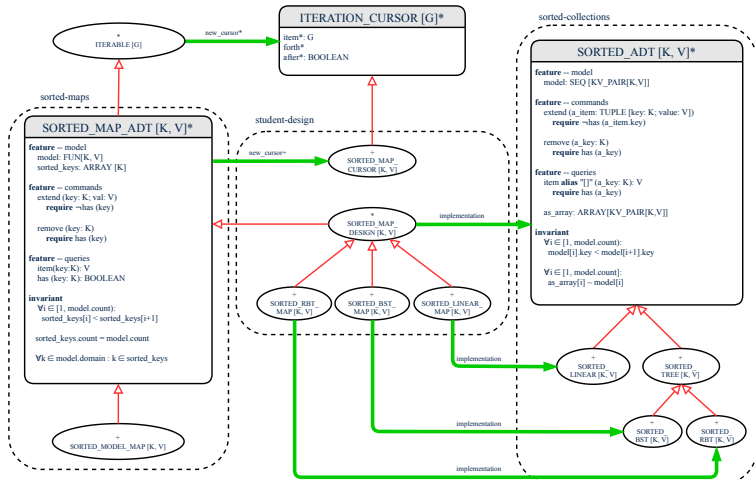 sorted-collections
ITERATION_CURSOR [G]*
item*: G
forth*
after*: BOOLEAN
*
ITERABLE [G]
new_cursor*
SORTED_ADT [K, V]*
feature -- model
model: SEQ [KV_PAIR[K,V]]
feature -- commands
extend (a_item: TUPLE [key: K; value: V])
require ¬has (a_item.key)
remove (a_key: K)
require has (a_key)
feature -- queries
item alias "[]" (a_key: K): V
require has (a_key)
as_array: ARRAY[KV_PAIR[K,V]]
invariant
∀i ∈ [1, model.count):
model[i].key < model[i+1].key
∀i ∈ [1, model.count]:
as_array[i] ~ model[i]
sorted-maps
SORTED_MAP_ADT [K, V]*
feature -- model
model: FUN[K, V]
sorted_keys: ARRAY [K]
feature -- commands
extend (key: K; val: V)
require ¬has (key)
remove (key: K)
require has (key)
feature -- queries
item(key:K): V
has (key: K): BOOLEAN
invariant
∀i ∈ [1, model.count):
sorted_keys[i] < sorted_keys[i+1]
sorted_keys.count = model.count
∀k ∈ model.domain : k ∈ sorted_keys
student-design
new_cursor+
+
SORTED_MAP_
CURSOR [K, V]
*
SORTED_MAP_
DESIGN [K, V]
implementation
+
SORTED_RBT_
MAP [K, V]
+
SORTED_BST_
MAP [K, V]
+
SORTED_LINEAR_
MAP [K, V]
implementation
+
SORTED_
LINEAR [K, V]
+
SORTED_
TREE [K, V]
+
SORTED_MODEL_MAP [K, V]
implementation
+
SORTED_
BST [K, V]
+
SORTED_
RBT [K, V]
implementation